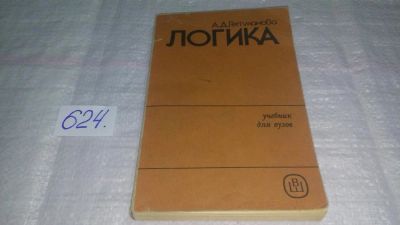 А.Д.Гетманова
ЛОГИКА
624.
учебник
для вузов